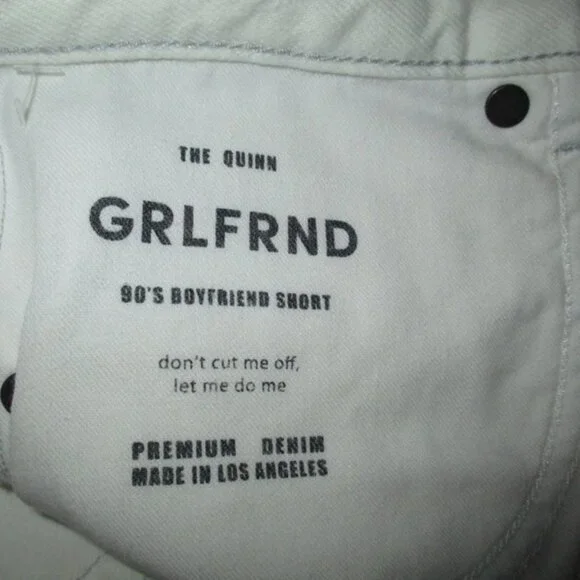 THE QUINN
GRLFRND
90'S BOYFRIEND SHORT
don't cut me off,
let me do me
PREMIUM DENIM
MADE IN LOS ANGELES